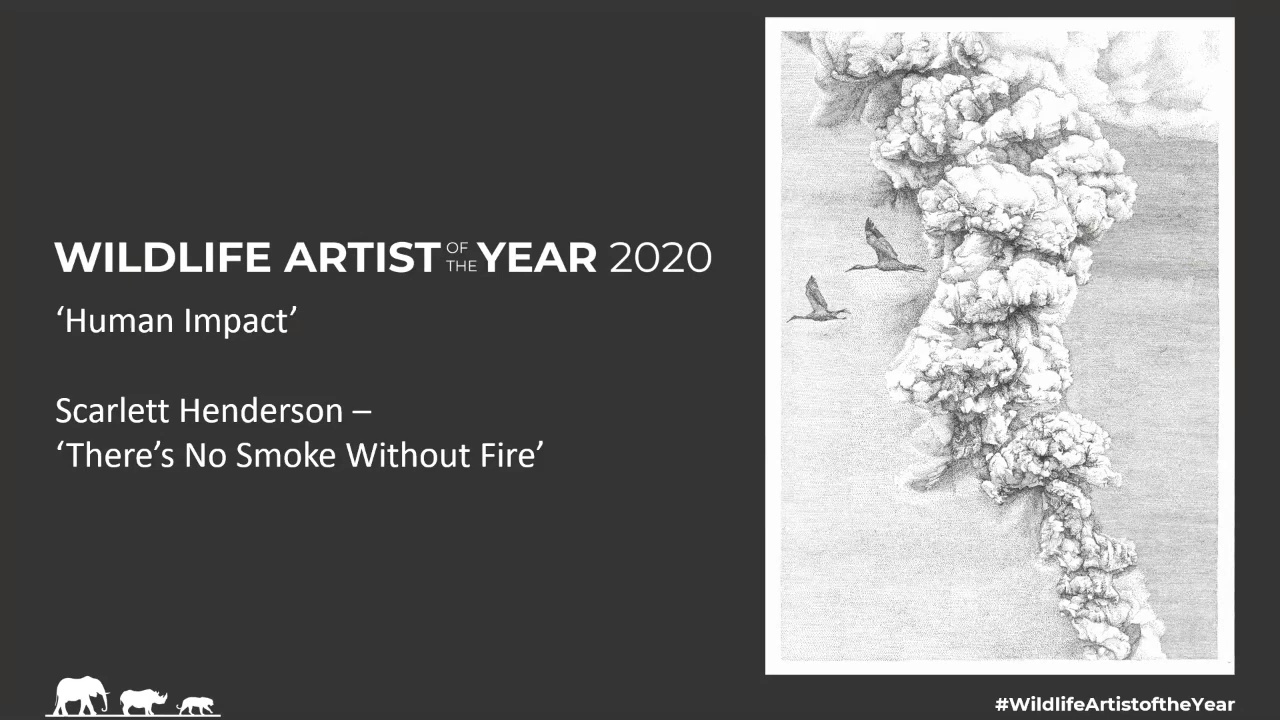 WILDLIFE ARTIST OF THE YEAR 2020
‘Human Impact’
Scarlett Henderson –
‘There’s No Smoke Without Fire’
#WildlifeArtistoftheYear